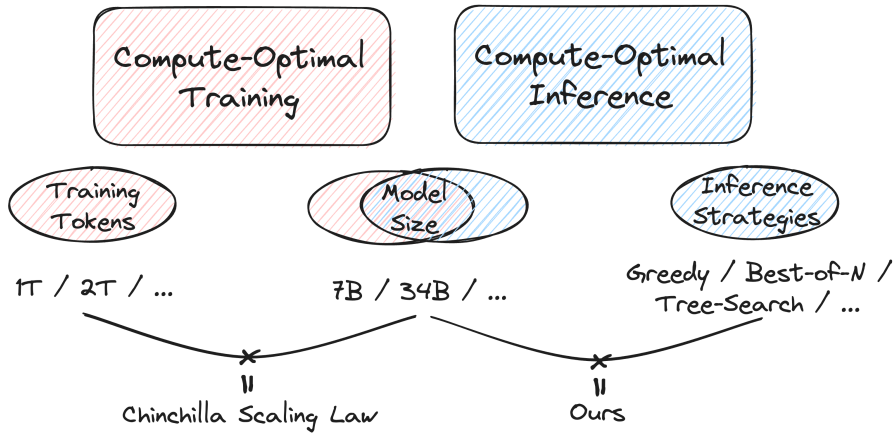 Compute-Optimal
Training
Compute-Optimal
Inference
Training
Tokens
Model
Size
Inference
Strategies
1T / 2T / ...
7B / 34B / ...
Greedy / Best-of-N /
Tree-Search / ...
×
=
Chinchilla Scaling Law
×
=
Ours